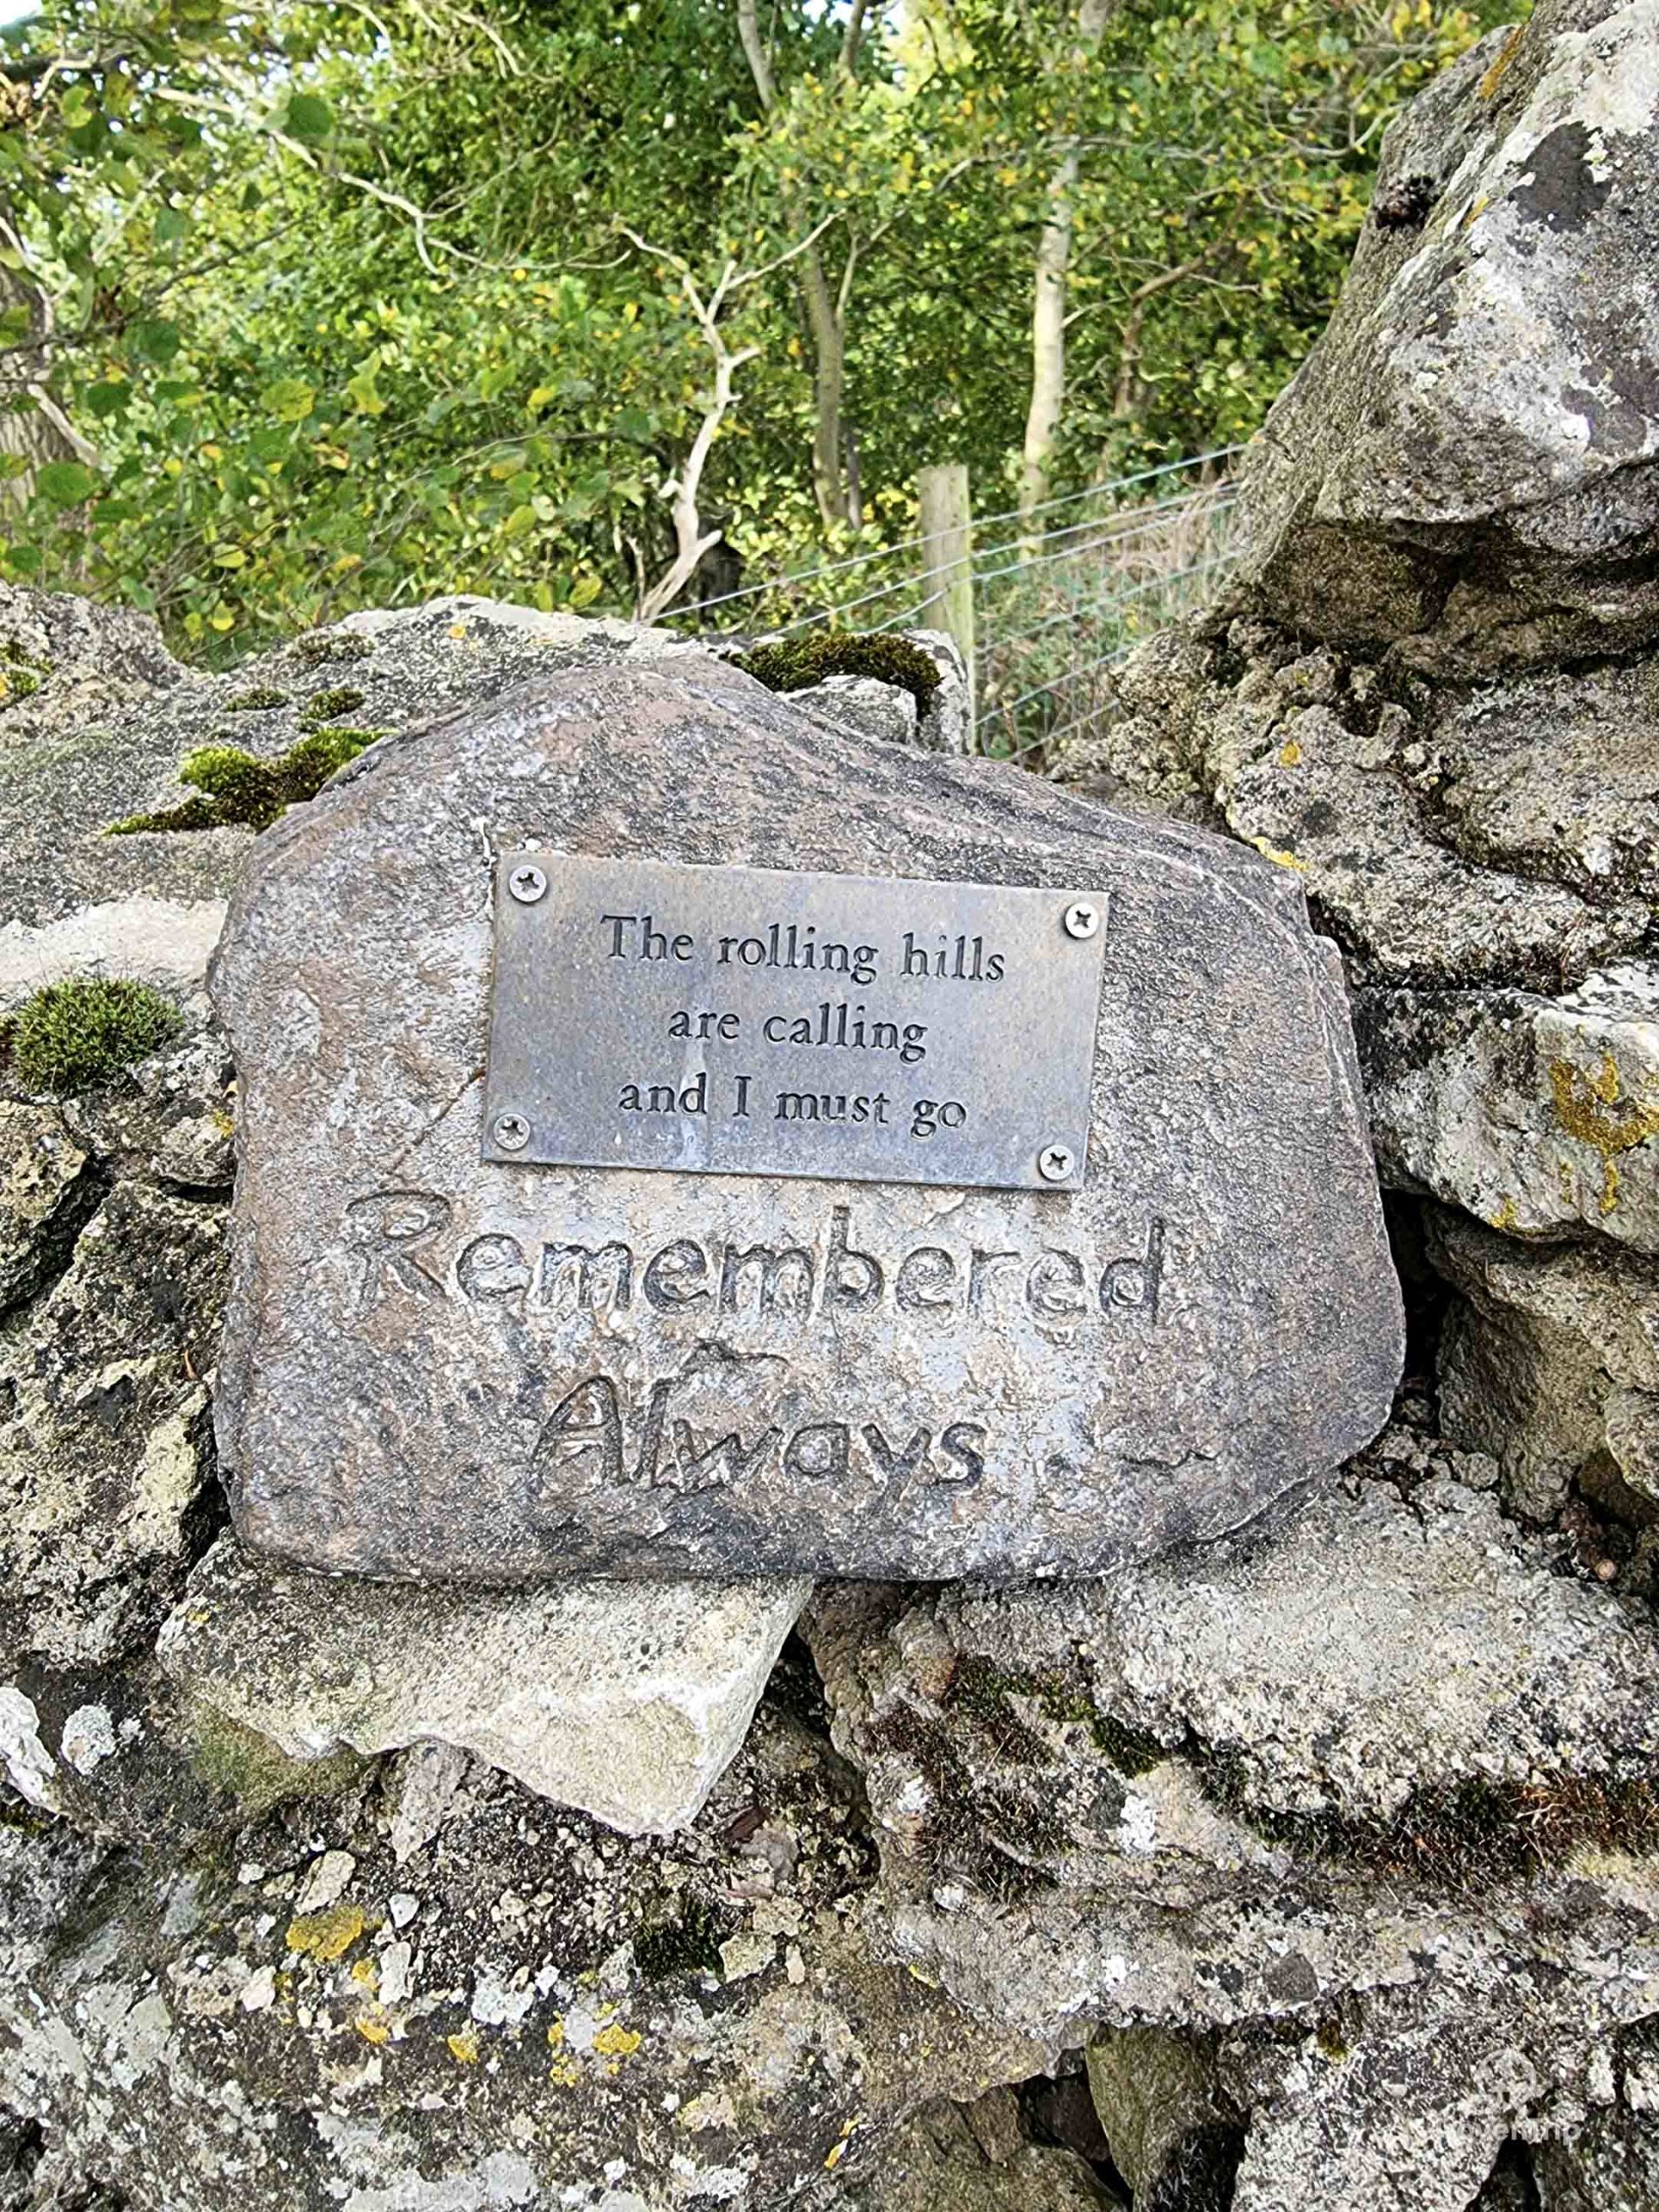 The rolling hills
are calling
and I must go
Remembered
Always